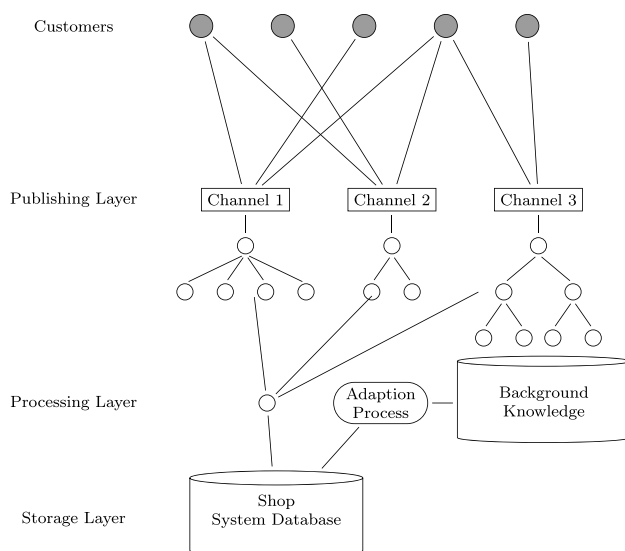 Customers
Publishing Layer
Channel 1
Channel 2
Channel 3
Processing Layer
Adaption
Process
Background
Knowledge
Storage Layer
Shop
System Database